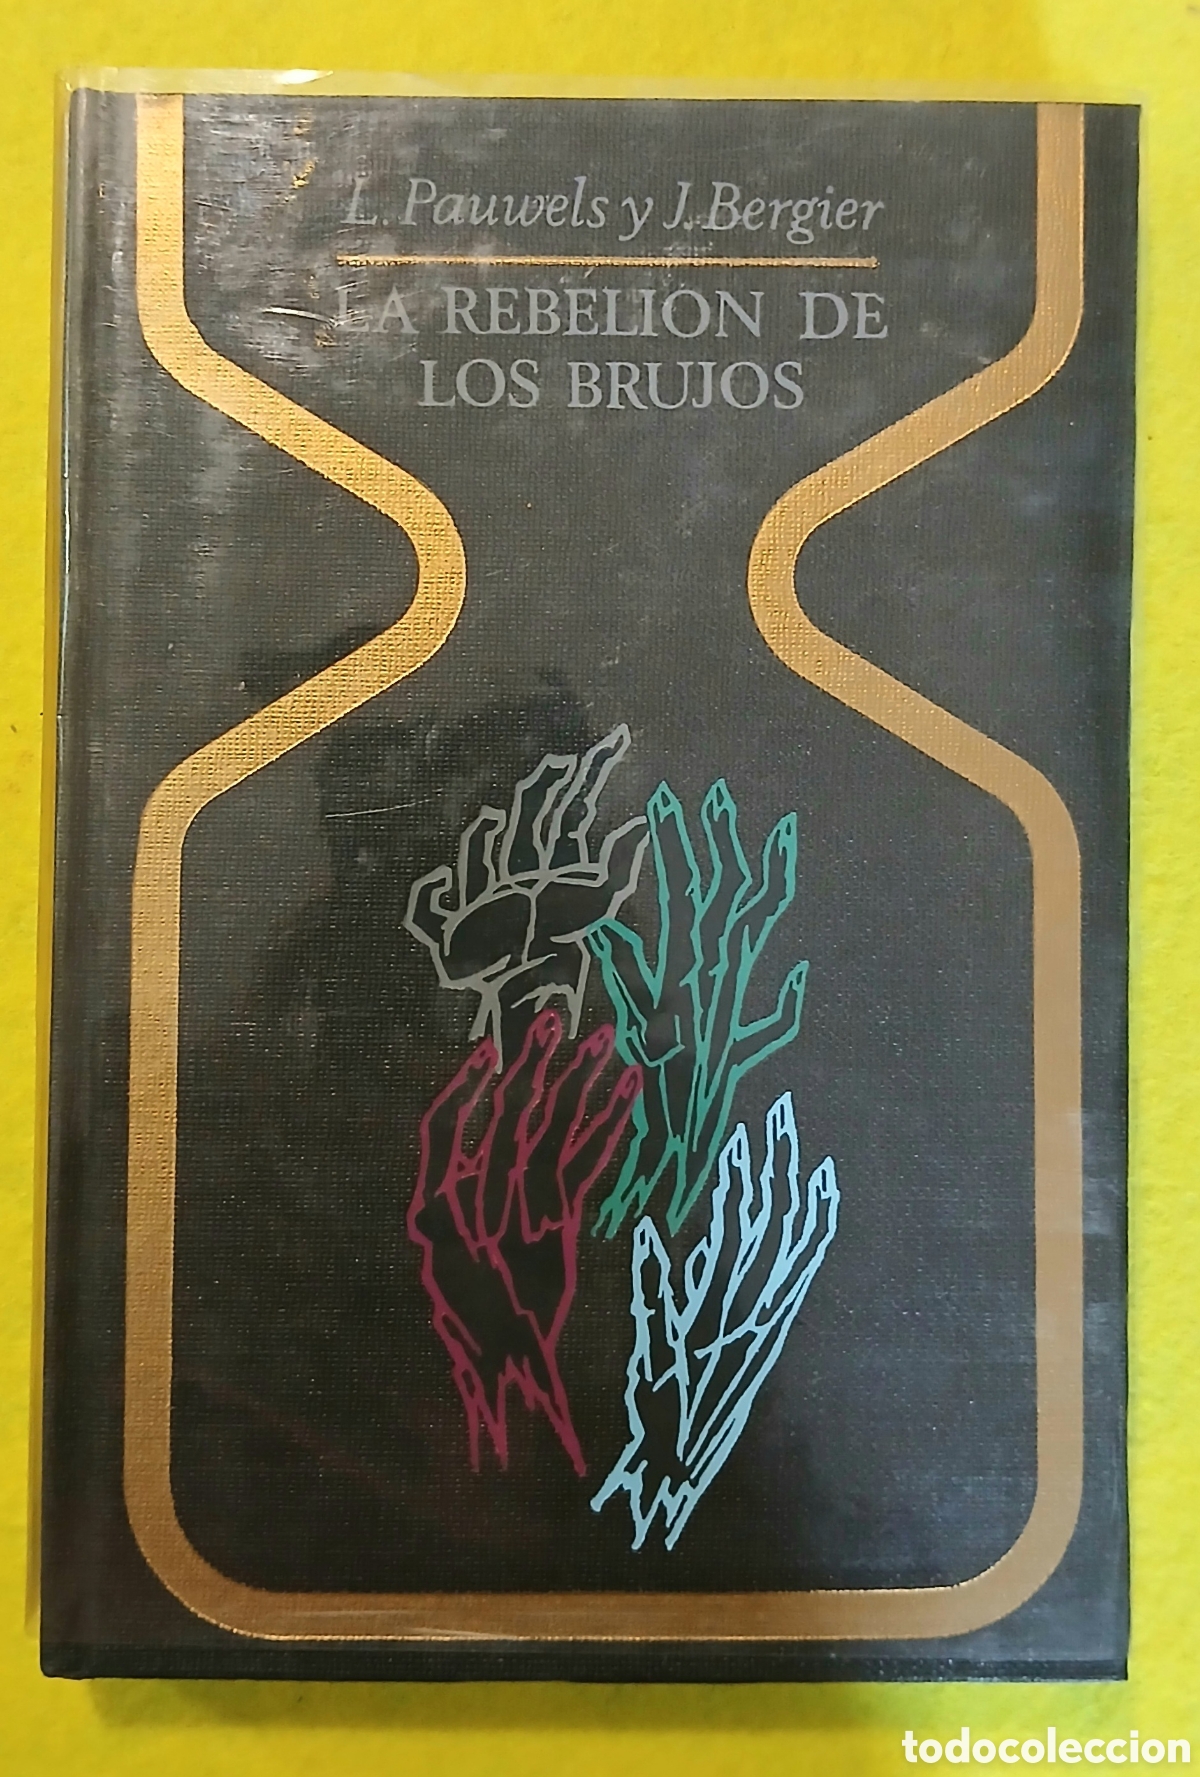 L. Pauwels y J. Bergier
LA REBELION DE
LOS BRUJOS
todocoleccion